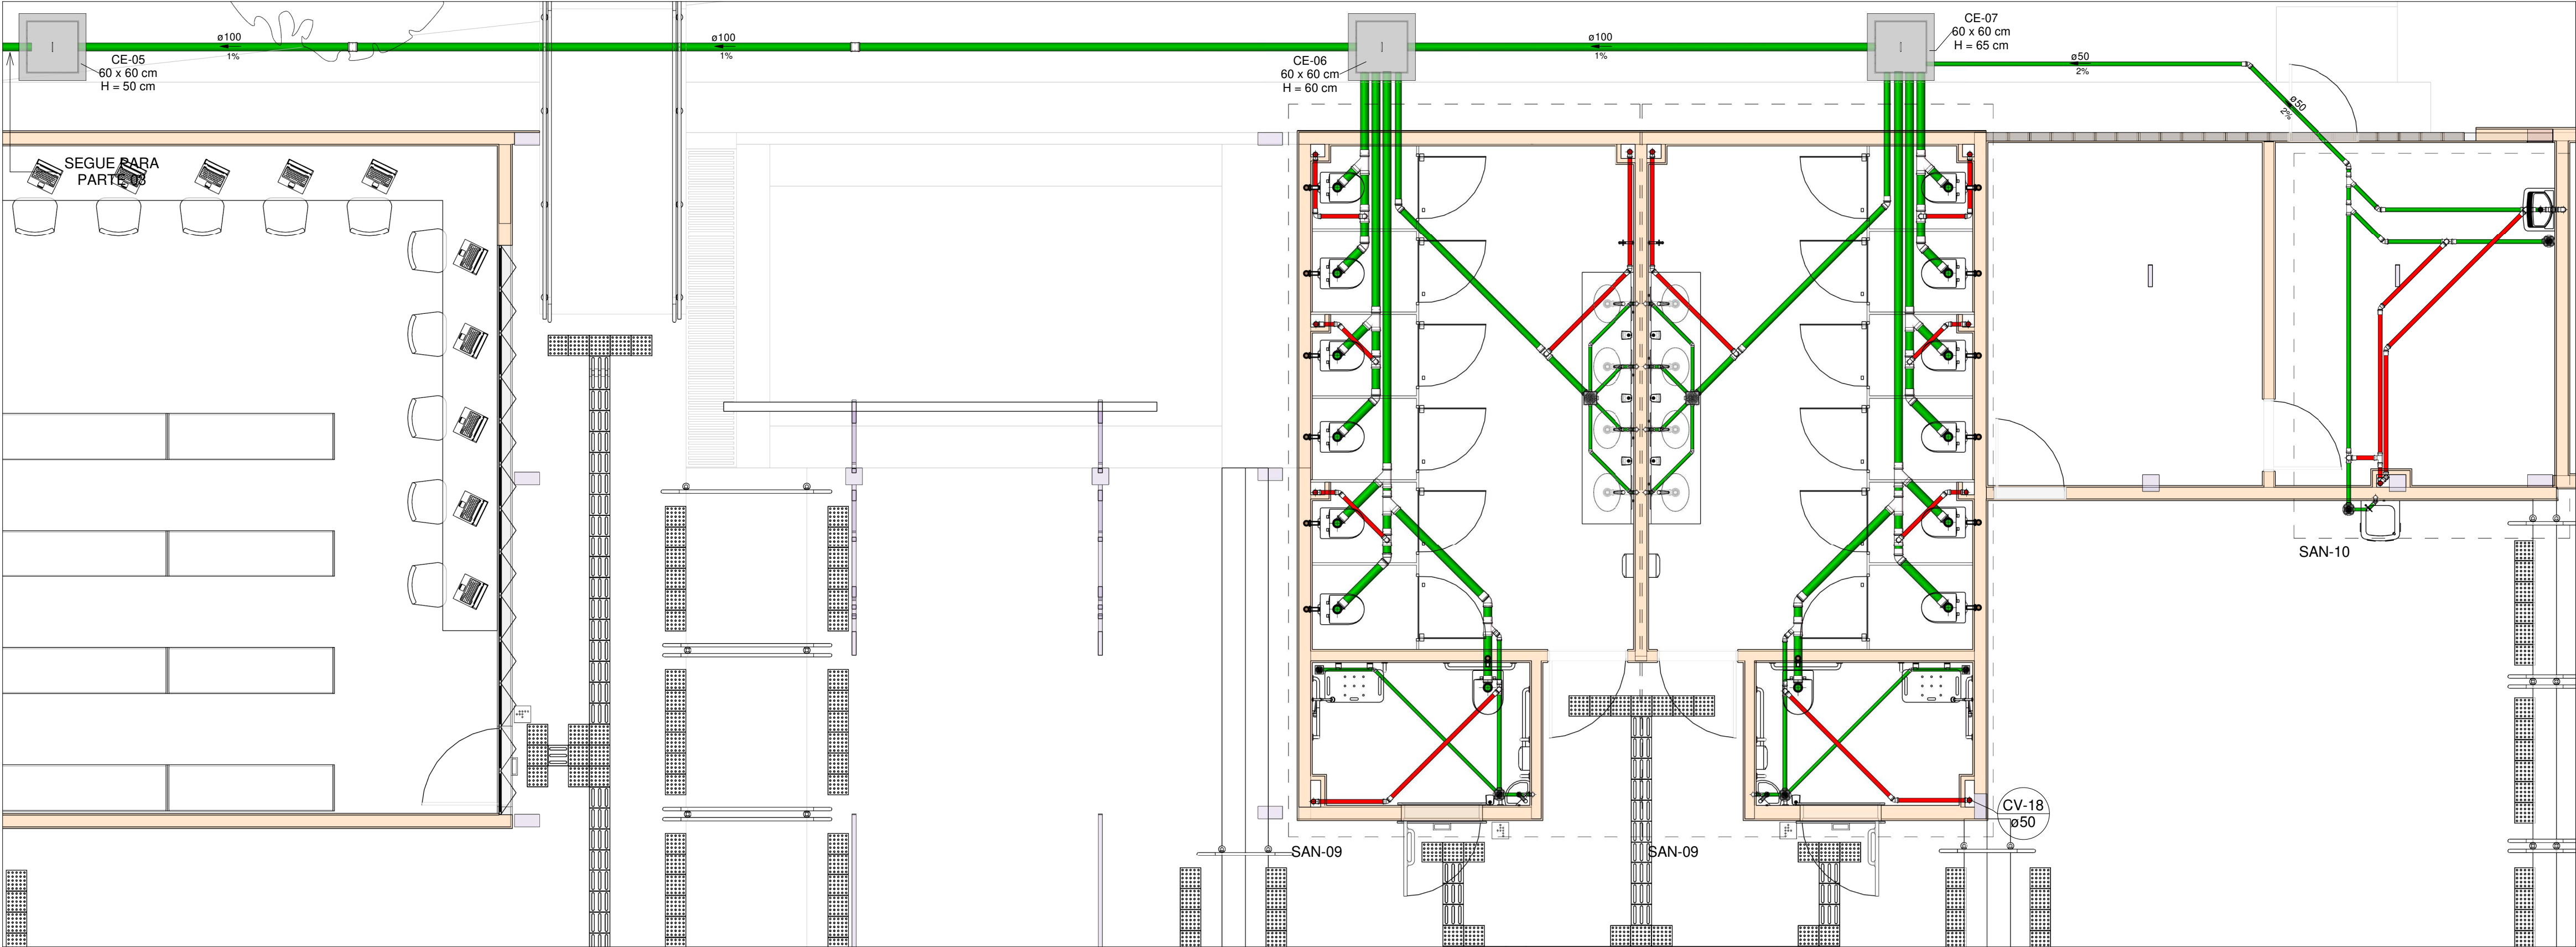 CE-05
60 x 60 cm
H = 50 cm
ø100
1%
ø100
1%
CE-06
60 x 60 cm
H = 60 cm
ø100
1%
CE-07
60 x 60 cm
H = 65 cm
ø50
2%
ø50
2%
SEGUE PARA
PARTE 03
SAN-10
CV-18
ø50
SAN-09
SAN-09